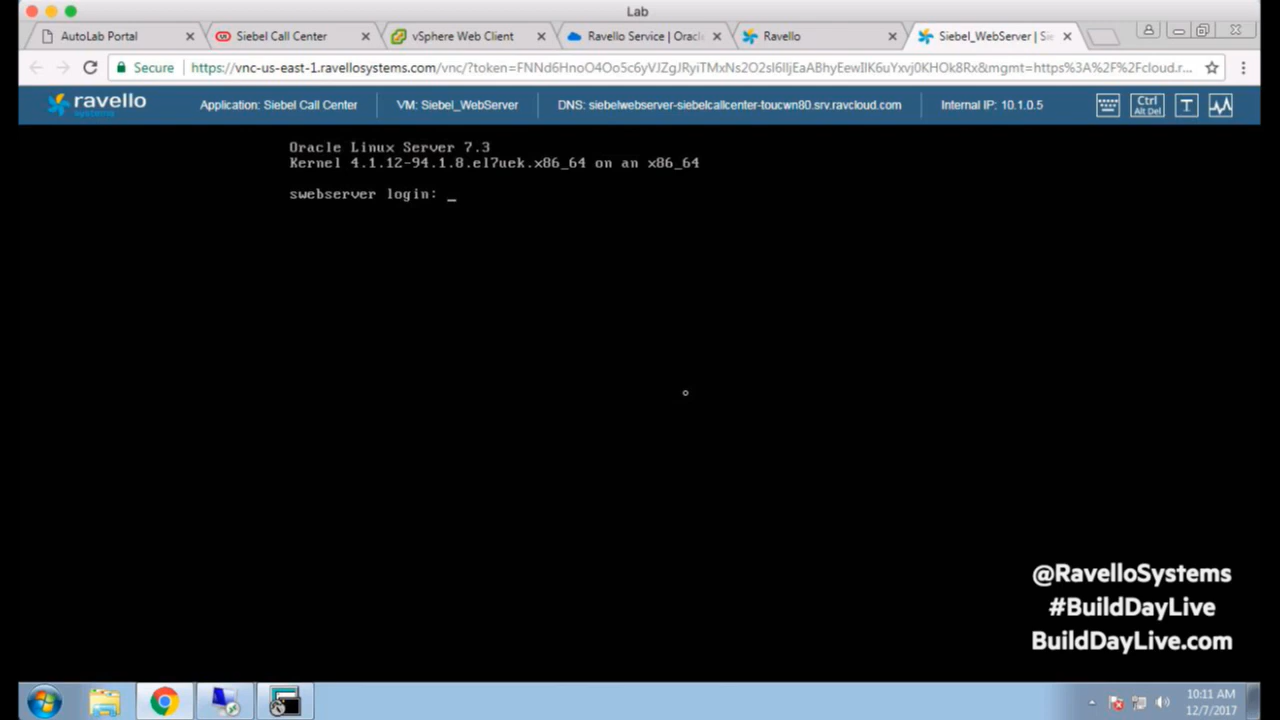 Lab
AutoLab Portal
Siebel Call Center
vSphere Web Client
Ravello Service | Oracl
Ravello
Siebel_WebServer | Sie
Secure
https://vnc-us-east-1.ravellosystems.com/vnc/?token=FNNd6HnoO4Oo5c6yVJZgJRyiTMxNs2O2sI6IljEaABhyEewIlK6uYxvj0KHOk8Rx&mgmt=https%3A%2F%2Fcloud.r...
ravello
systems
Application: Siebel Call Center
VM: Siebel_WebServer
DNS: siebelwebserver-siebelcallcenter-toucwn80.srv.ravcloud.com
Internal IP: 10.1.0.5
Ctrl
Alt Del
T
Oracle Linux Server 7.3
Kernel 4.1.12-94.1.8.el7uek.x86_64 on an x86_64
swebserver login: _
@RavelloSystems
#BuildDayLive
BuildDayLive.com
10:11 AM
12/7/2017